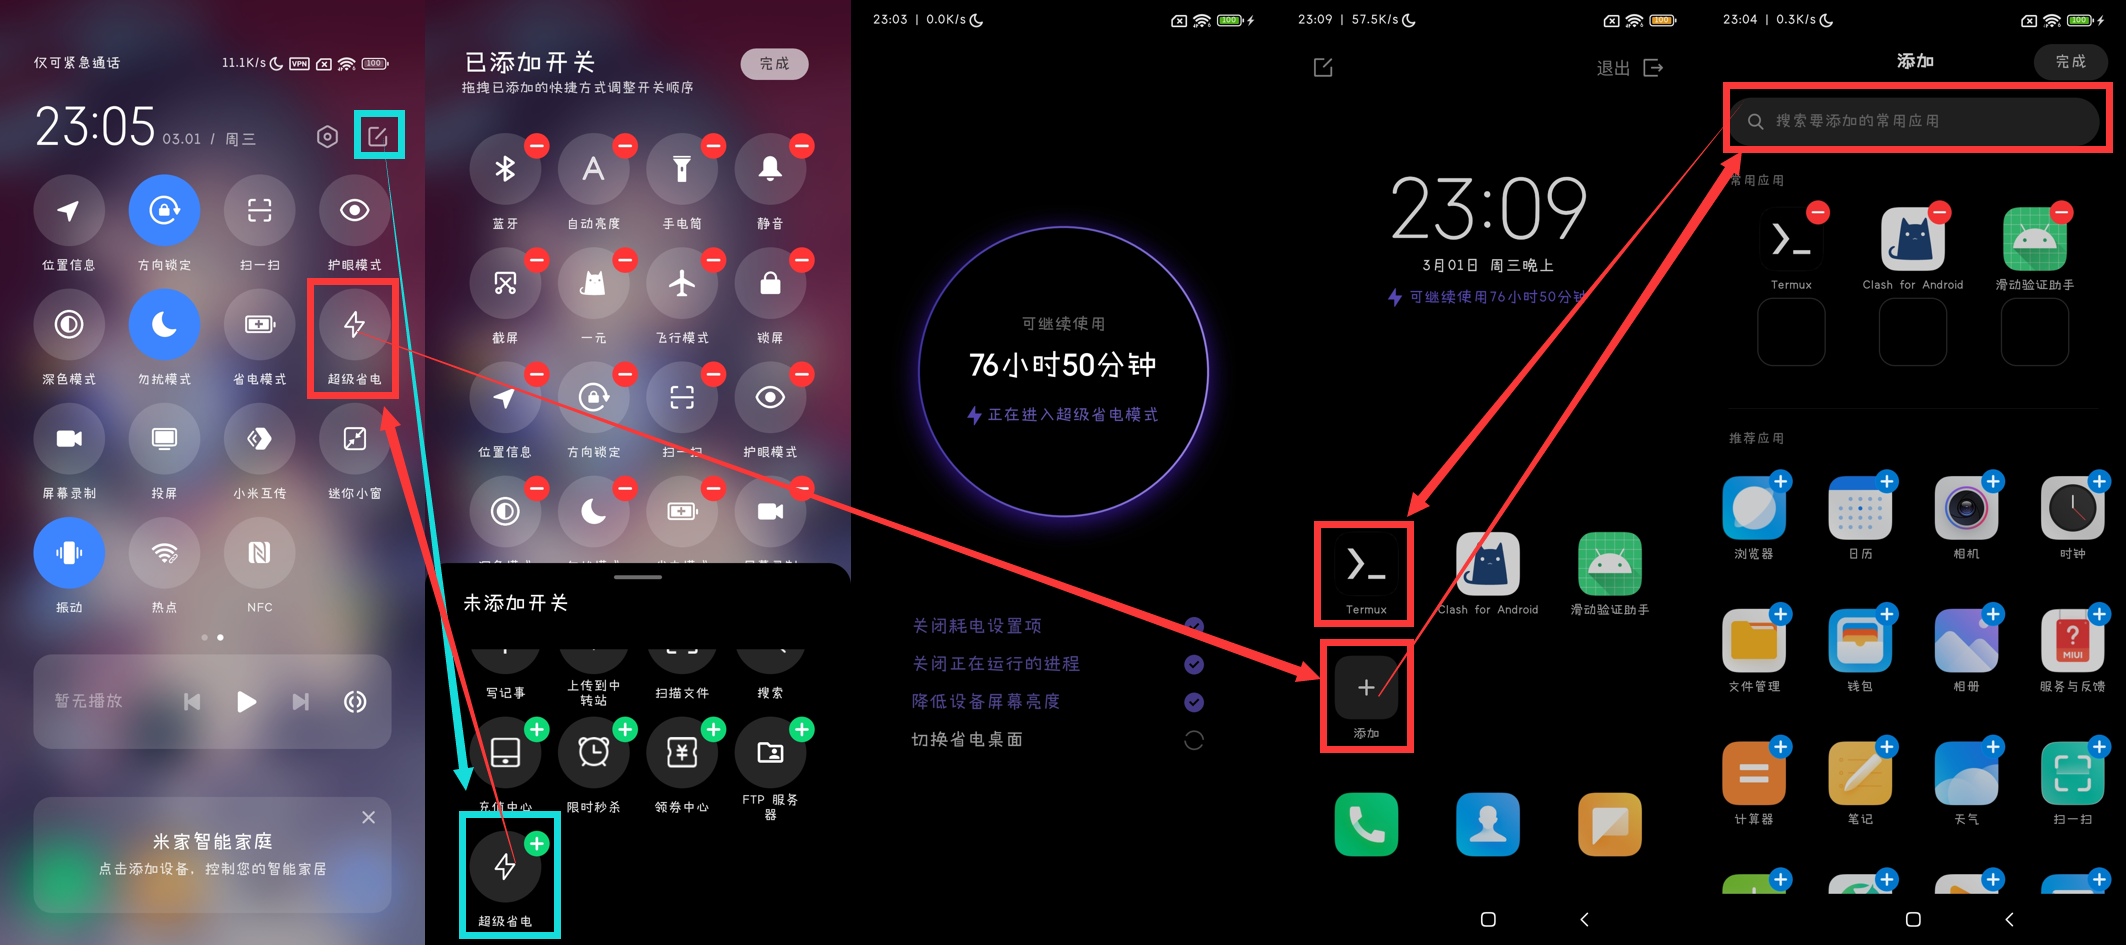 仅可紧急通话
11.1K/s
VPN
100
23:05
03.01 / 周三
位置信息
方向锁定
扫一扫
护眼模式
深色模式
勿扰模式
省电模式
超级省电
屏幕录制
投屏
小米互传
迷你小窗
振动
热点
NFC
暂无播放
米家智能家庭
点击添加设备，控制您的智能家居
已添加开关
完成
拖拽已添加的快捷方式调整开关顺序
蓝牙
自动亮度
手电筒
静音
截屏
一元
飞行模式
锁屏
位置信息
方向锁定
扫一扫
护眼模式
未添加开关
写记事
上传到中
转站
扫描文件
搜索
充值中心
限时秒杀
领券中心
FTP 服务
器
超级省电
23:03 | 0.0K/s
100
可继续使用
76小时50分钟
正在进入超级省电模式
关闭耗电设置项
关闭正在运行的进程
降低设备屏幕亮度
切换省电桌面
23:09 | 57.5K/s
100
退出
23:09
3月01日 周三晚上
可继续使用76小时50分钟
Termux
Clash for Android
滑动验证助手
添加
23:04 | 0.3K/s
100
添加
完成
搜索要添加的常用应用
常用应用
Termux
Clash for Android
滑动验证助手
推荐应用
浏览器
日历
相机
时钟
MIUI
文件管理
钱包
相册
服务与反馈
计算器
笔记
天气
扫一扫